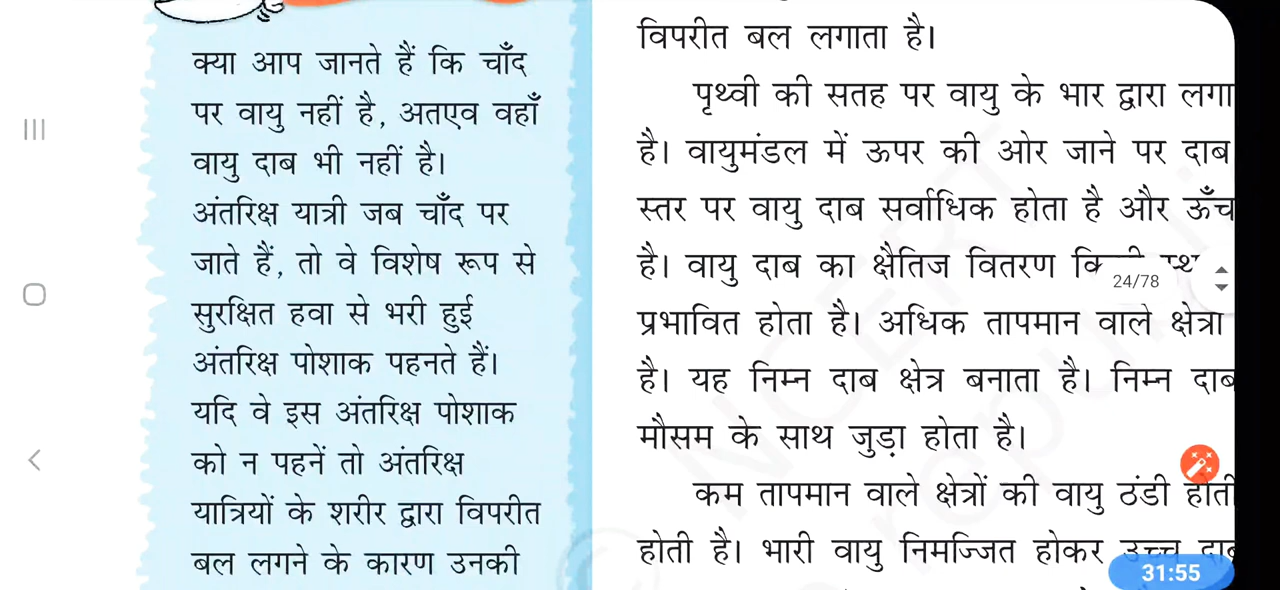 क्या आप जानते हैं कि चाँद
पर वायु नहीं है, अतएव वहाँ
वायु दाब भी नहीं है।
अंतरिक्ष यात्री जब चाँद पर
जाते हैं, तो वे विशेष रूप से
सुरक्षित हवा से भरी हुई
अंतरिक्ष पोशाक पहनते हैं।
यदि वे इस अंतरिक्ष पोशाक
को न पहनें तो अंतरिक्ष
यात्रियों के शरीर द्वारा विपरीत
बल लगने के कारण उनकी
विपरीत बल लगाता है।
पृथ्वी की सतह पर वायु के भार द्वारा लगा
है। वायुमंडल में ऊपर की ओर जाने पर दाब
स्तर पर वायु दाब सर्वाधिक होता है और ऊँच
है। वायु दाब का क्षैतिज वितरण
प्रभावित होता है। अधिक तापमान वाले क्षेत्रा
है। यह निम्न दाब क्षेत्र बनाता है। निम्न दाब
मौसम के साथ जुड़ा होता है।
कम तापमान वाले क्षेत्रों की वायु ठंडी होती
होती है। भारी वायु निमज्जित होकर उच्च दाब
24/78
31:55